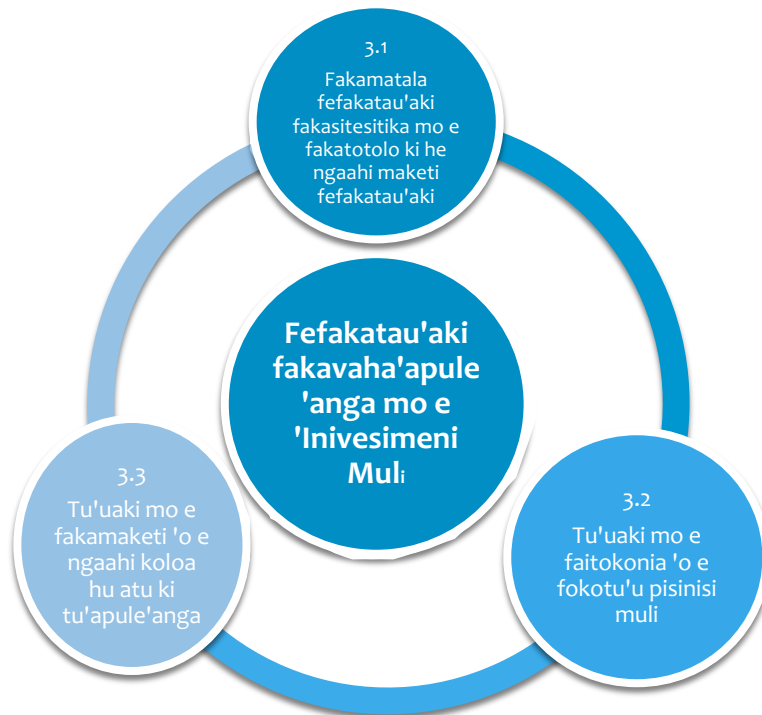 3.1
Fakamatala
fefakatau'aki
fakasitesitika mo e
fakatotolo ki he
ngaahi maketi
fefakatau'aki
Fefakatau'aki
fakavaha'apule
'anga mo e
'Inivesimeni
Muli
3.3
Tu'uaki mo e
fakamaketi 'o e
ngaahi koloa
hu atu ki
tu'apule'anga
3.2
Tu'uaki mo e
faitokonia 'o e
fokotu'u pisinisi
muli